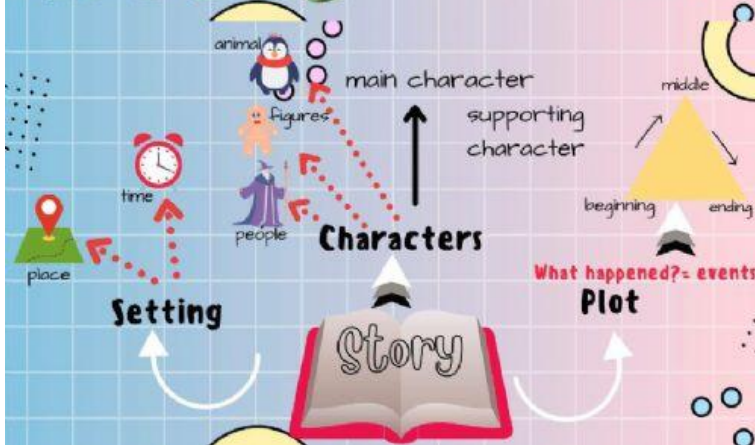 animal
main character
middle
figures
supporting
character
time
beginning
ending
people
Characters
place
What happened?= events
Setting
Plot
Story